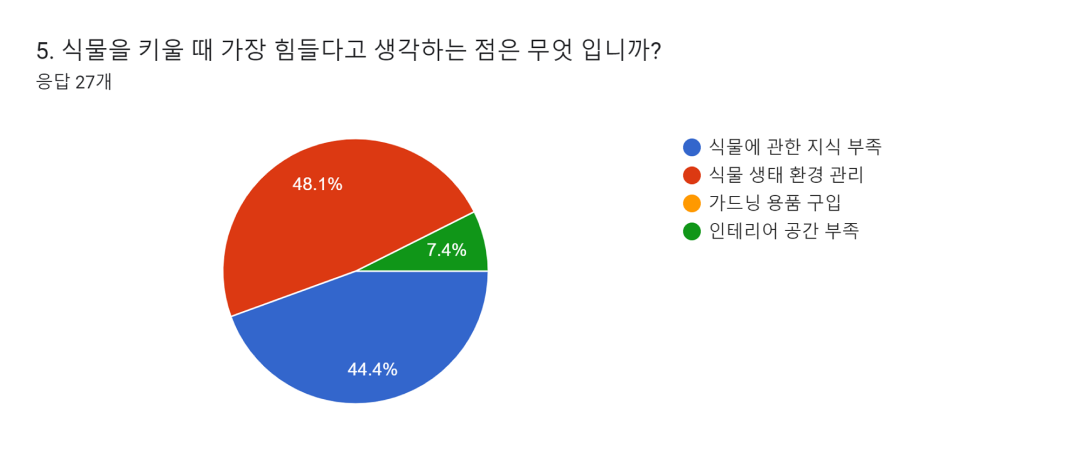 5. 식물을 키울 때 가장 힘들다고 생각하는 점은 무엇 입니까?
응답 27개
식물에 관한 지식 부족
식물 생태 환경 관리
가드닝 용품 구입
인테리어 공간 부족
48.1%
7.4%
44.4%